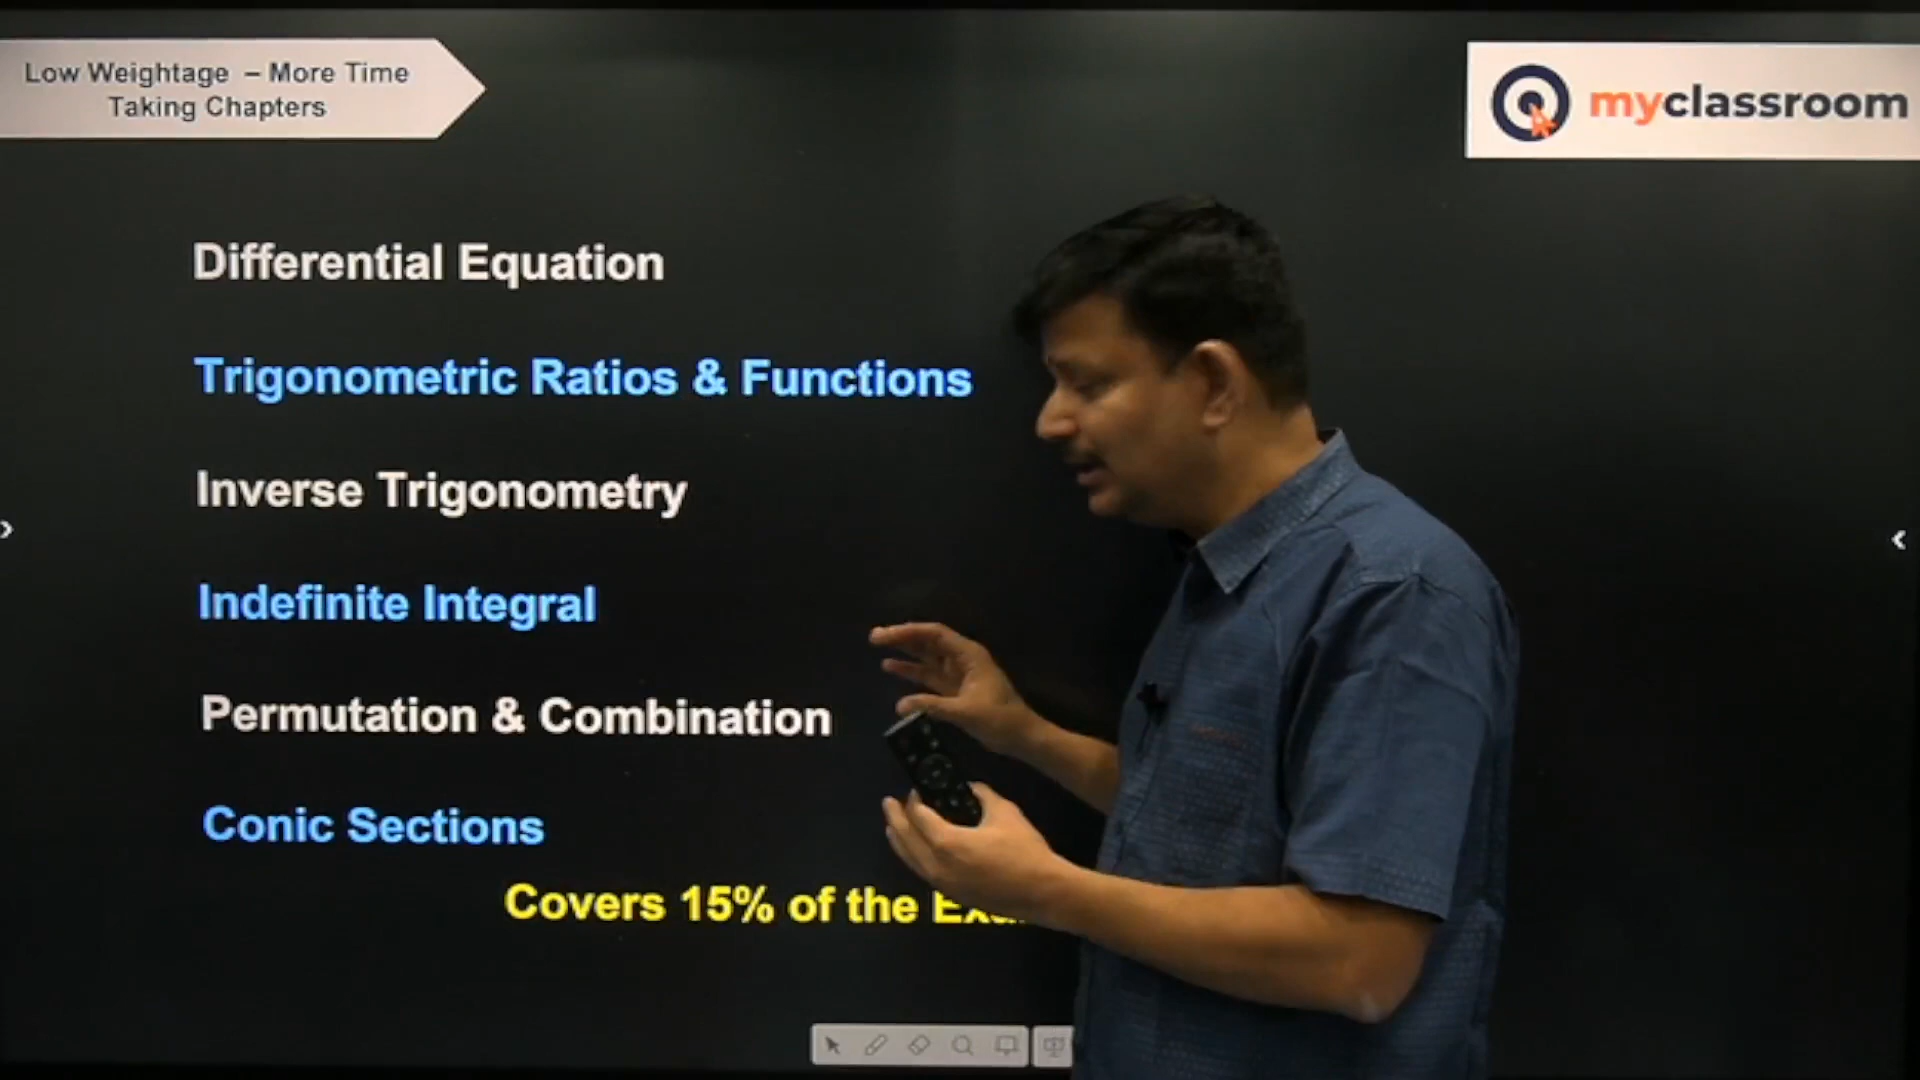 Low Weightage – More Time
Taking Chapters
myclassroom
Differential Equation
Trigonometric Ratios & Functions
Inverse Trigonometry
Indefinite Integral
Permutation & Combination
Conic Sections
Covers 15% of the